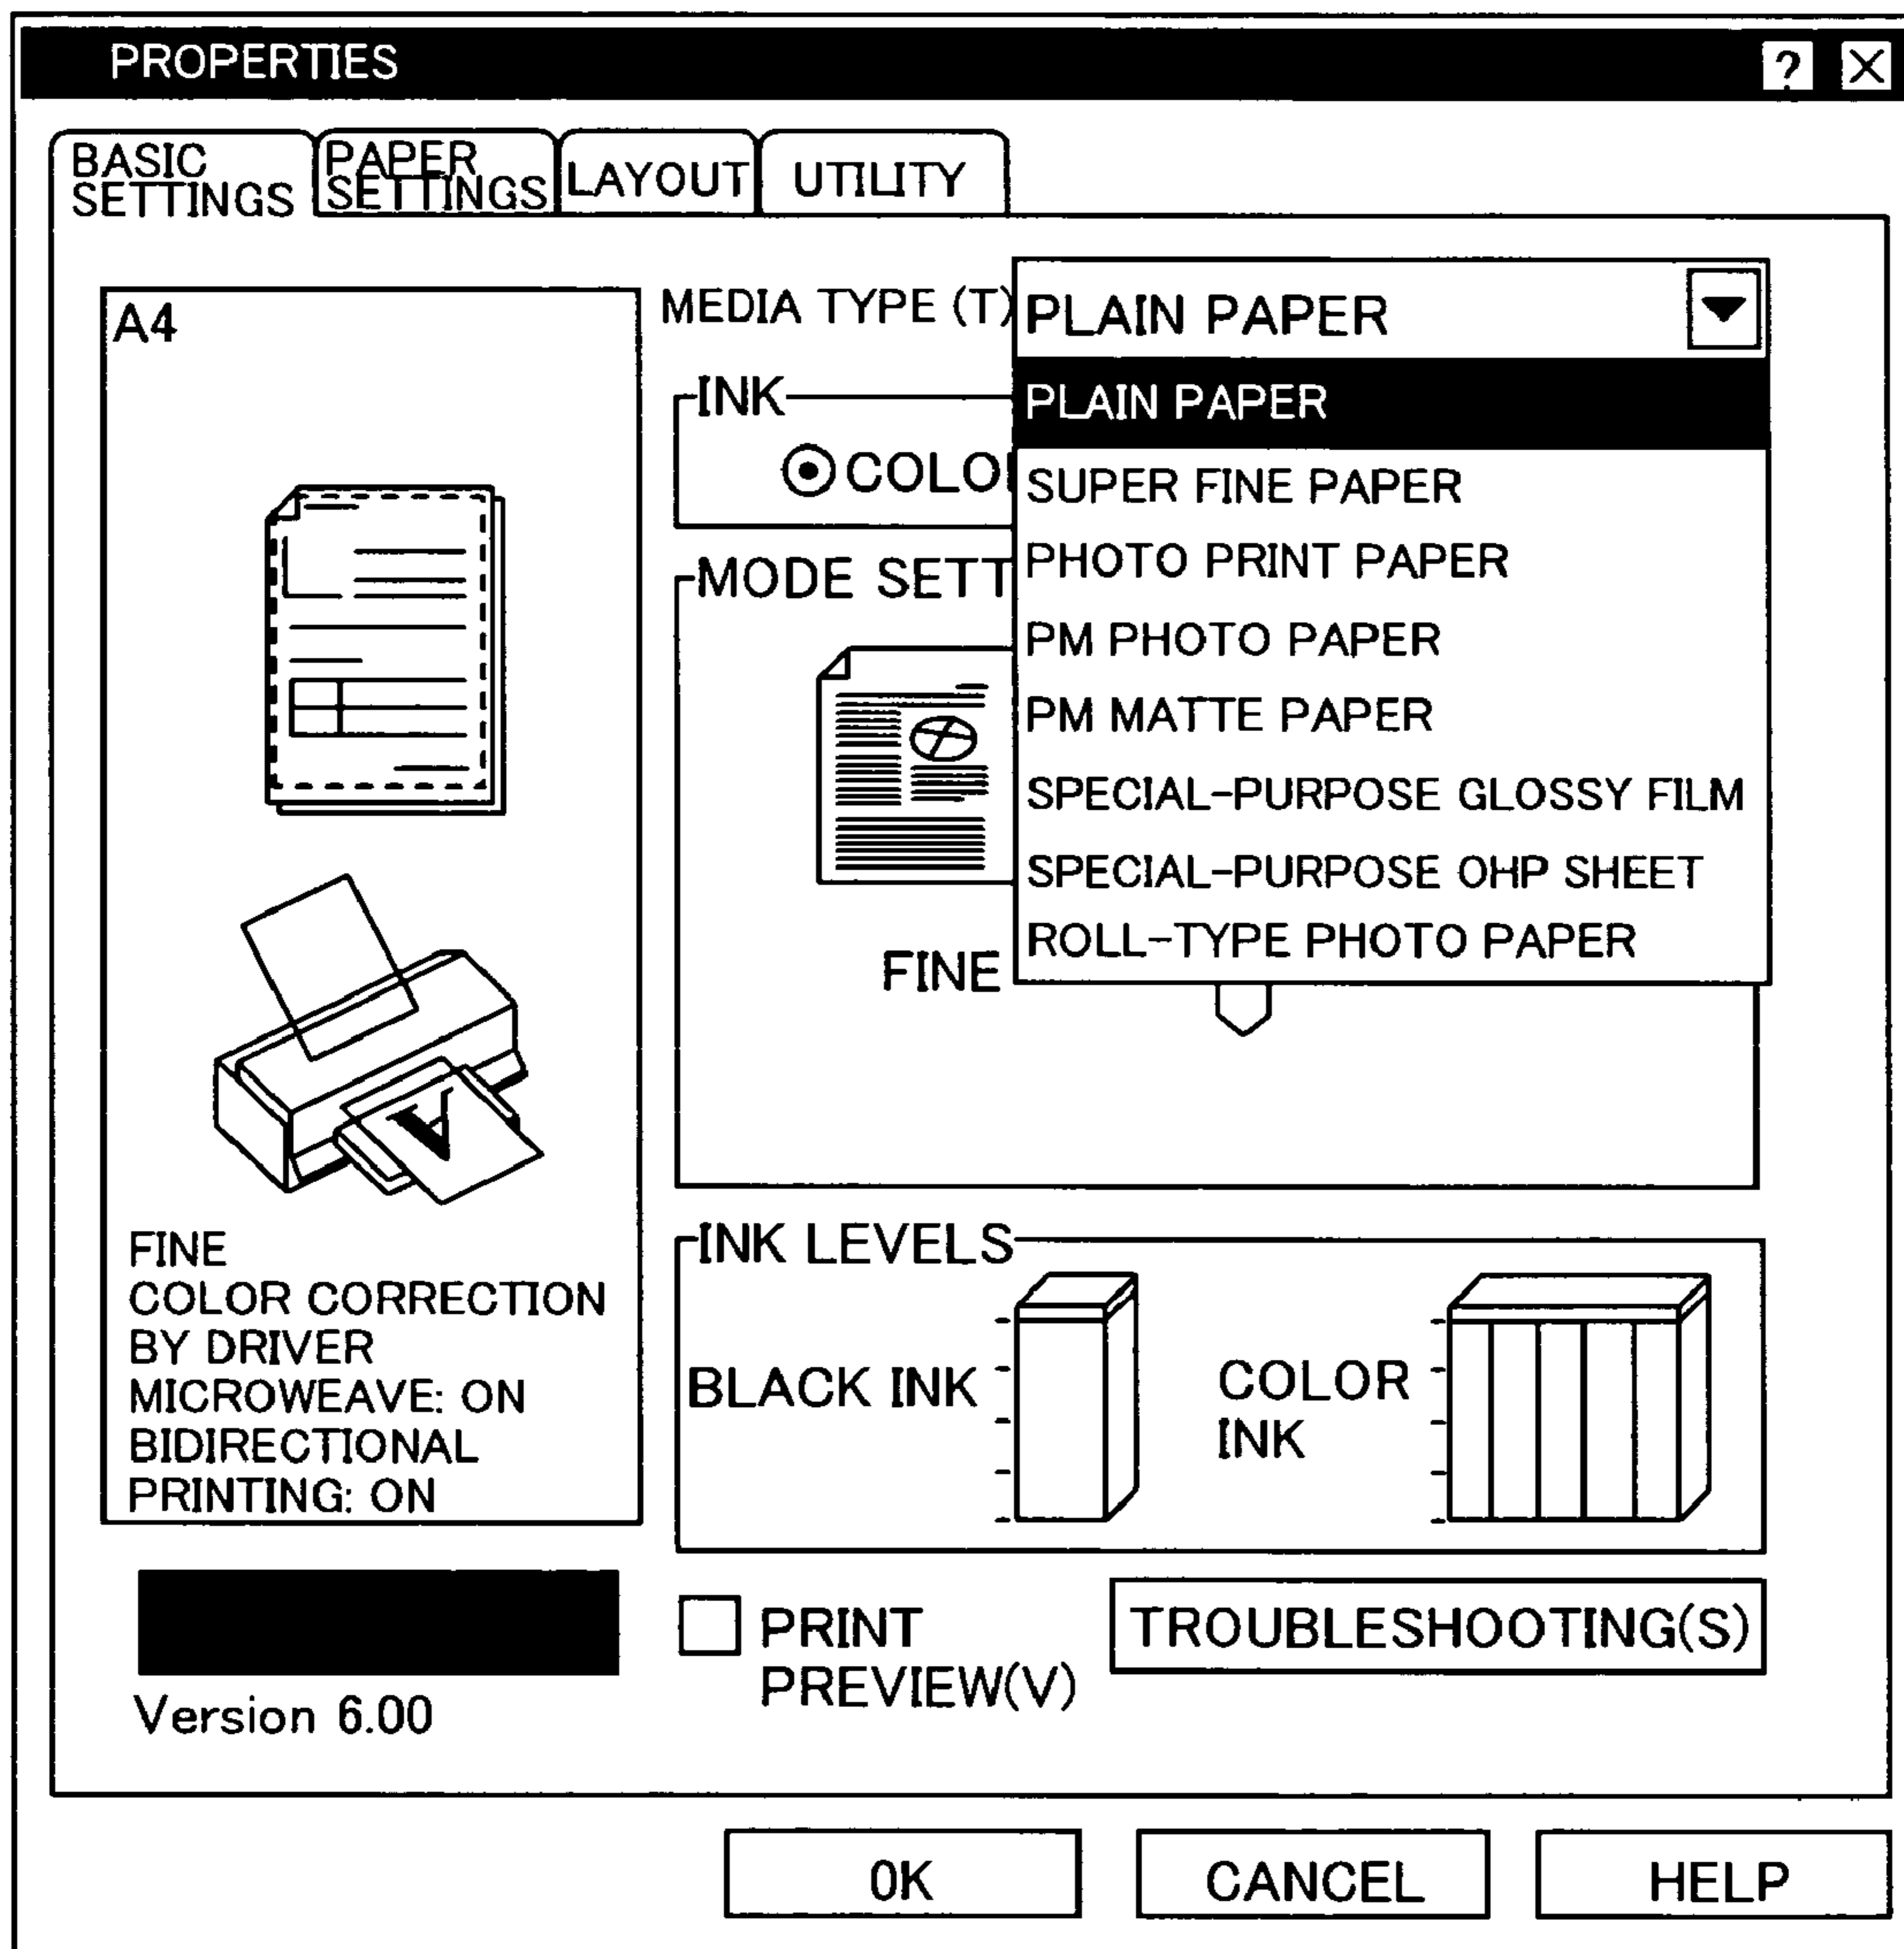 PROPERTIES
?
BASIC
SETTINGS
PAPER
SETTINGS
LAYOUT
UTILITY
A4
MEDIA TYPE (T)
PLAIN PAPER
INK
COLO
MODE SETT
FINE
PLAIN PAPER
SUPER FINE PAPER
PHOTO PRINT PAPER
PM PHOTO PAPER
PM MATTE PAPER
SPECIAL-PURPOSE GLOSSY FILM
SPECIAL-PURPOSE OHP SHEET
ROLL-TYPE PHOTO PAPER
A
FINE
COLOR CORRECTION
BY DRIVER
MICROWEAVE: ON
BIDIRECTIONAL
PRINTING: ON
INK LEVELS
BLACK INK
COLOR
INK
Version 6.00
PRINT
PREVIEW(V)
TROUBLESHOOTING(S)
OK
CANCEL
HELP